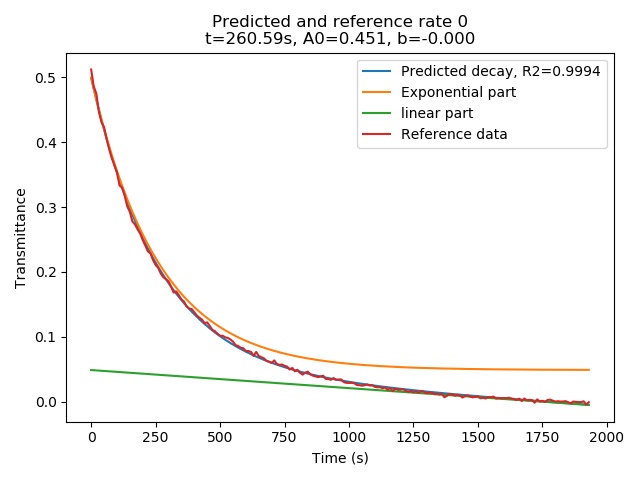 Predicted and reference rate 0
t=260.59s, A0=0.451, b=-0.000
Predicted decay, R2=0.9994
Exponential part
linear part
Reference data
Transmittance
0.5
0.4
0.3
0.2
0.1
0.0
0 250 500 750 1000 1250 1500 1750 2000
Time (s)